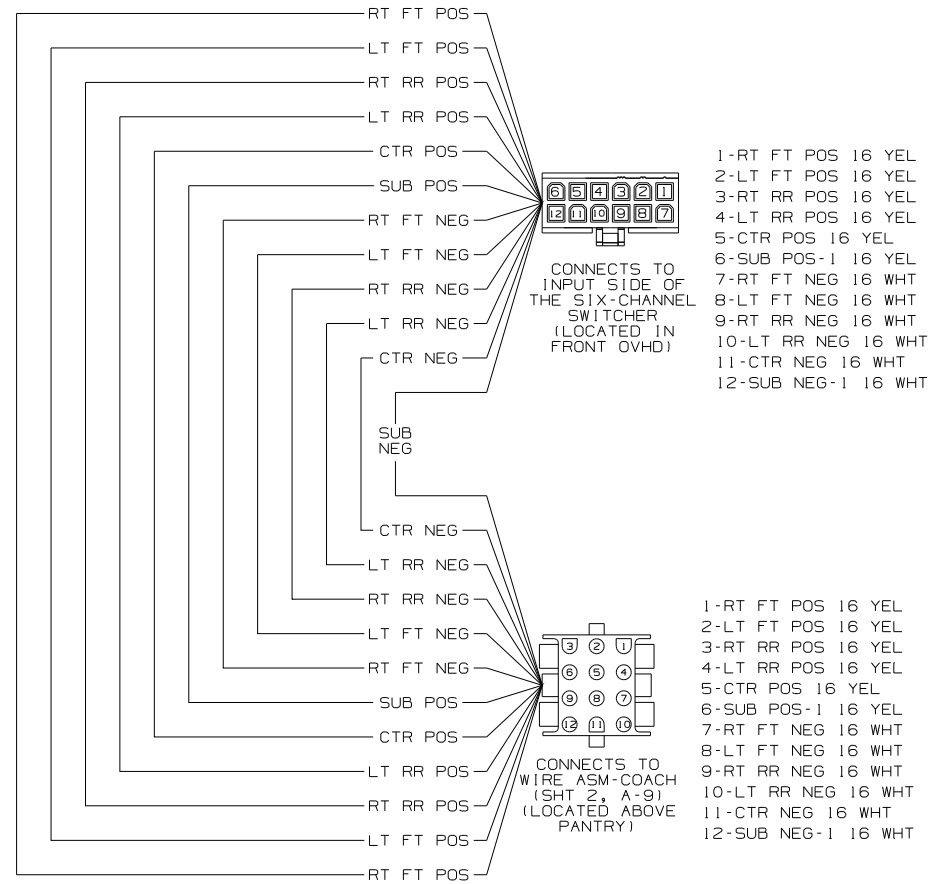 RT FT POS
LT FT POS
RT RR POS
LT RR POS
CTR POS
SUB POS
RT FT NEG
LT FT NEG
RT RR NEG
LT RR NEG
CTR NEG
SUB
NEG
6 5 4 3 2 1
12 11 10 9 8 7
CONNECTS TO
INPUT SIDE OF
THE SIX-CHANNEL
SWITCHER
(LOCATED IN
FRONT OVHD)
1-RT FT POS 16 YEL
2-LT FT POS 16 YEL
3-RT RR POS 16 YEL
4-LT RR POS 16 YEL
5-CTR POS 16 YEL
6-SUB POS-1 16 YEL
7-RT FT NEG 16 WHT
8-LT FT NEG 16 WHT
9-RT RR NEG 16 WHT
10-LT RR NEG 16 WHT
11-CTR NEG 16 WHT
12-SUB NEG-1 16 WHT
CTR NEG
LT RR NEG
RT RR NEG
LT FT NEG
RT FT NEG
SUB POS
CTR POS
LT RR POS
RT RR POS
LT FT POS
RT FT POS
3 2 1
6 5 4
9 8 7
12 11 10
CONNECTS TO
WIRE ASM-COACH
(SHT 2, A-9)
(LOCATED ABOVE
PANTRY)
1-RT FT POS 16 YEL
2-LT FT POS 16 YEL
3-RT RR POS 16 YEL
4-LT RR POS 16 YEL
5-CTR POS 16 YEL
6-SUB POS-1 16 YEL
7-RT FT NEG 16 WHT
8-LT FT NEG 16 WHT
9-RT RR NEG 16 WHT
10-LT RR NEG 16 WHT
11-CTR NEG 16 WHT
12-SUB NEG-1 16 WHT